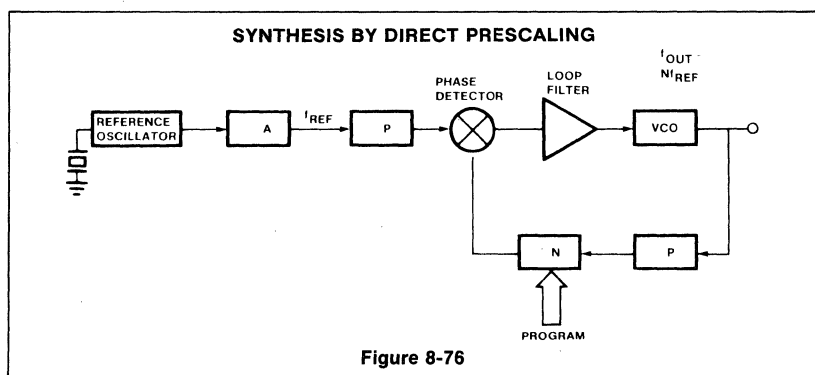 SYNTHESIS BY DIRECT PRESCALING
fOUT
NfREF
LOOP
FILTER
PHASE
DETECTOR
REFERENCE
OSCILLATOR
A
fREF
P
VCO
N
P
PROGRAM
Figure 8-76